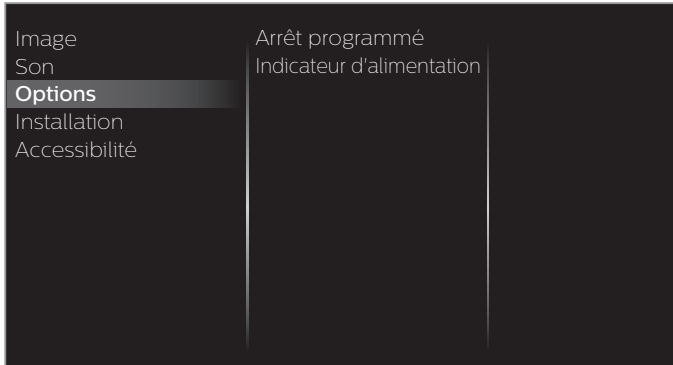 Image
Son
Options
Installation
Accessibilité
Arrêt programmé
Indicateur d'alimentation